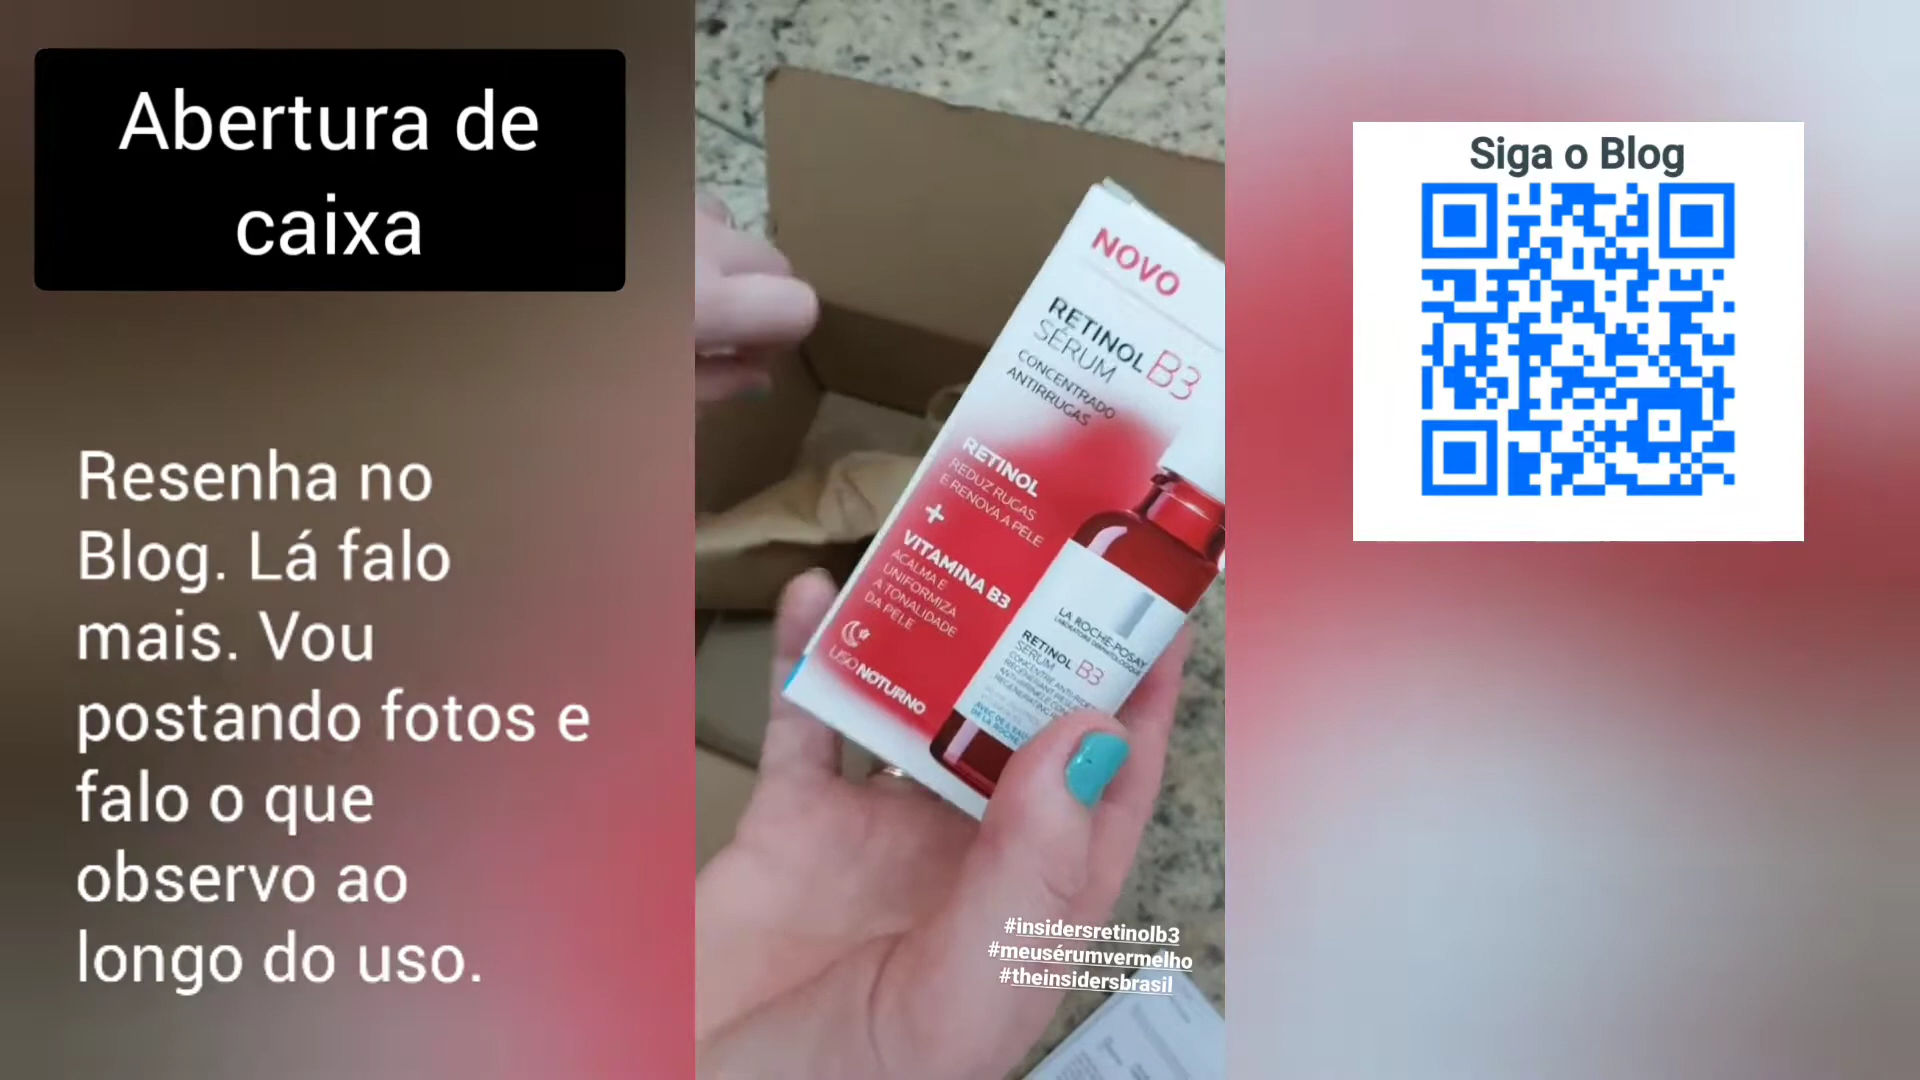 Abertura de
caixa
Resenha no
Blog. Lá falo
mais. Vou
postando fotos e
falo o que
observo ao
longo do uso.
NOVO
RETINOL B3
SÉRUM
CONCENTRADO
ANTIRRUGAS
RETINOL
REDUZ RUGAS
E RENOVA A PELE
+
VITAMINA B3
ACALMA E
UNIFORMIZA
A TONALIDADE
DA PELE
USO NOTURNO
LA ROCHE-POSAY
LABORATOIRE DERMATOLOGIQUE
RETINOL B3
SERUM
#insidersretinolb3
#meusérumvermelho
#theinsidersbrasil
Siga o Blog